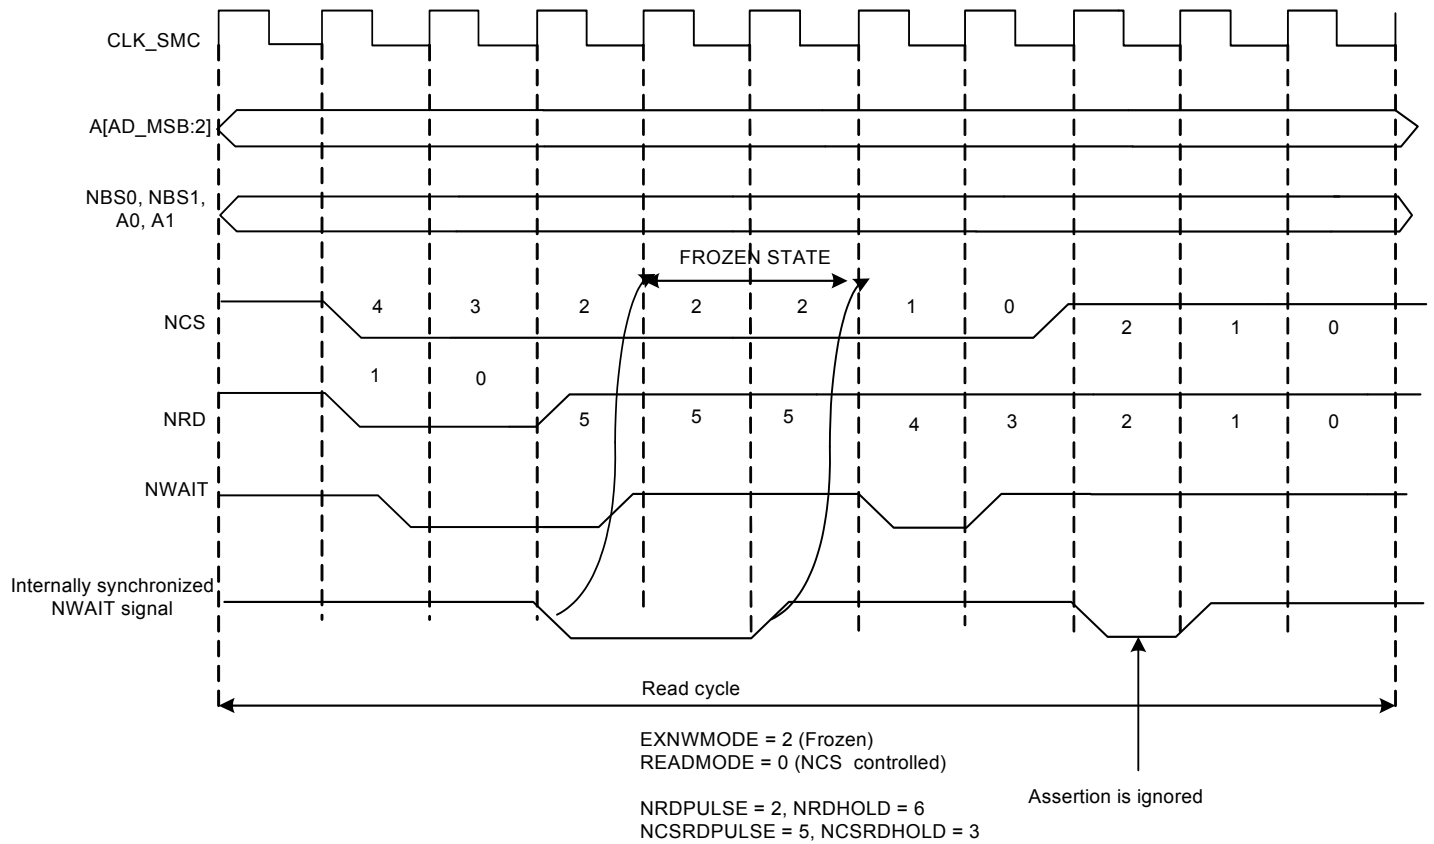 CLK_SMC
A[AD_MSB:2]
NBS0, NBS1,
A0, A1
FROZEN STATE
NCS
4 3 2 2 2 1 0
2 1 0
1 0
NRD
5 5 5 4 3 2 1 0
NWAIT
Internally synchronized
NWAIT signal
Read cycle
EXNWMODE = 2 (Frozen)
READMODE = 0 (NCS controlled)
Assertion is ignored
NRDPULSE = 2, NRDHOLD = 6
NCSRDPULSE = 5, NCSRDHOLD = 3